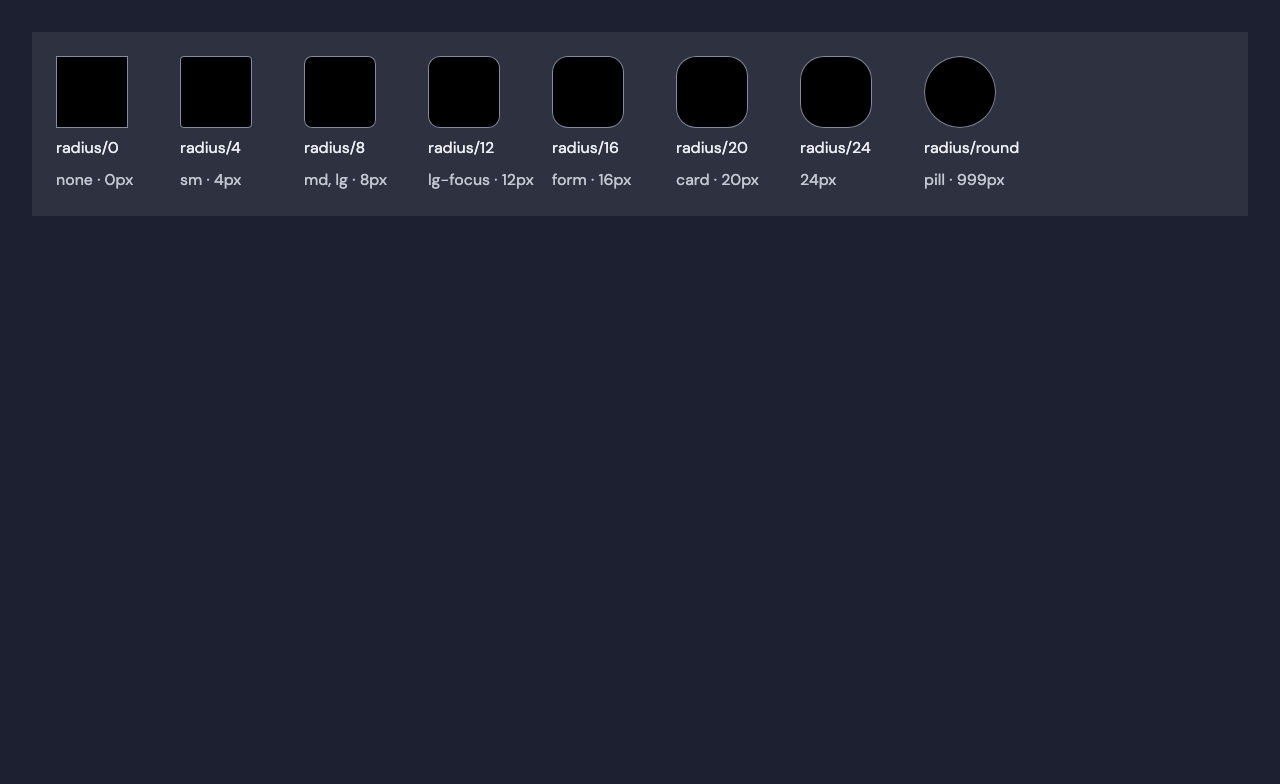 radius/0
none · 0px
radius/4
sm · 4px
radius/8
md, lg · 8px
radius/12
lg-focus · 12px
radius/16
form · 16px
radius/20
card · 20px
radius/24
24px
radius/round
pill · 999px